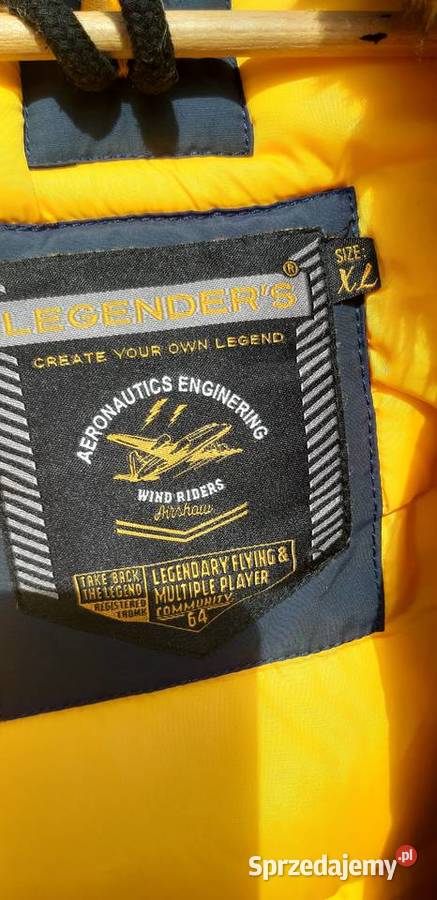 SIZE:
XL
LEGENDER'S®
CREATE YOUR OWN LEGEND
AERONAUTICS ENGINERING
WIND RIDERS
Airshow
TAKE BACK
THE LEGEND
REGISTERED
TRDMK
LEGENDARY FLYING &
MULTIPLE PLAYER
COMMUNITY
64
Sprzedajemy.pl